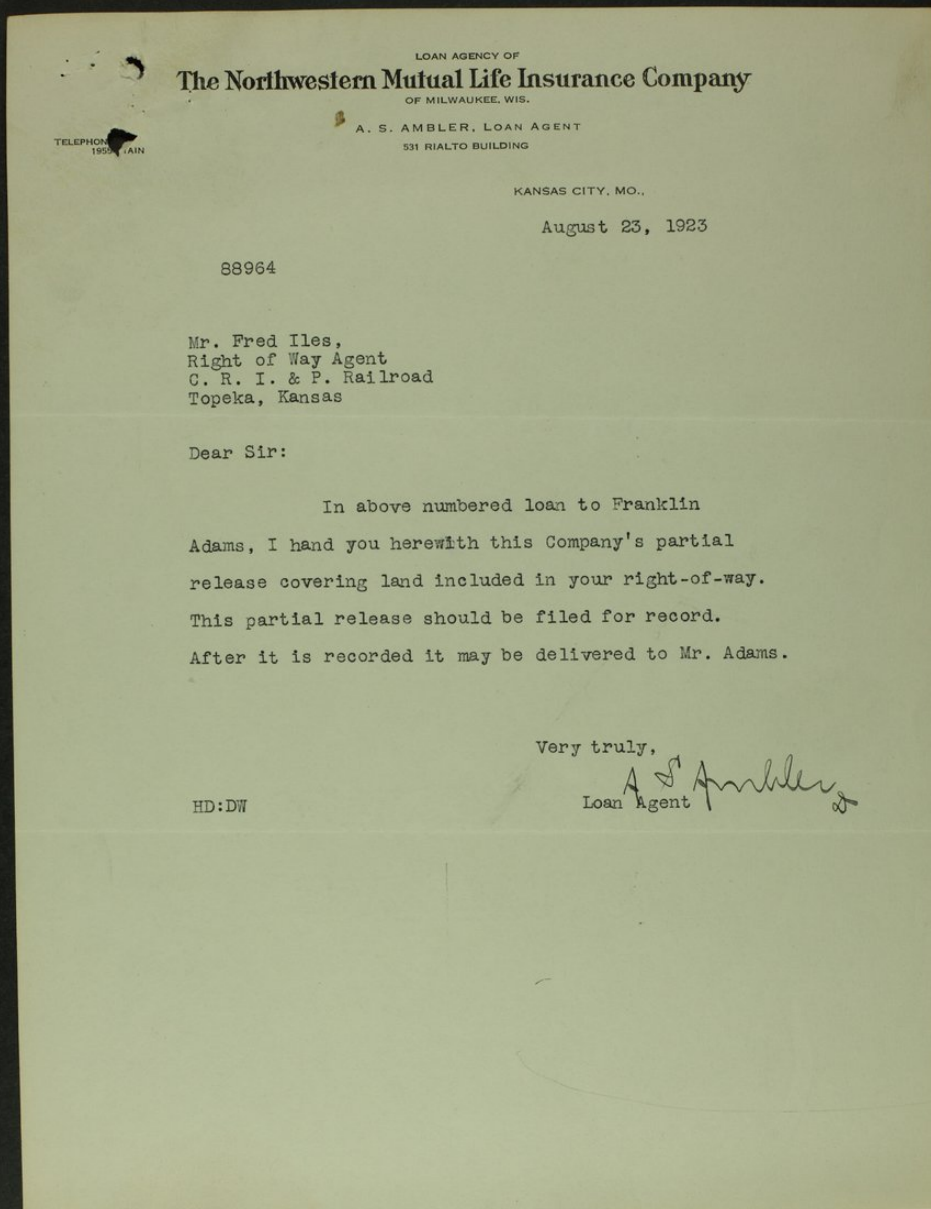 LOAN AGENCY OF
The Northwestern Mutual Life Insurance Company
OF MILWAUKEE, WIS.
A. S. AMBLER, LOAN AGENT
531 RIALTO BUILDING
TELEPHON
195 AIN
KANSAS CITY, MO.,
August 23, 1923
88964
Mr. Fred Iles,
Right of Way Agent
C. R. I. & P. Railroad
Topeka, Kansas
Dear Sir:
In above numbered loan to Franklin
Adams, I hand you herewith this Company's partial
release covering land included in your right-of-way.
This partial release should be filed for record.
After it is recorded it may be delivered to Mr. Adams.
Very truly,
A S Ambler
Loan Agent
HD:DW